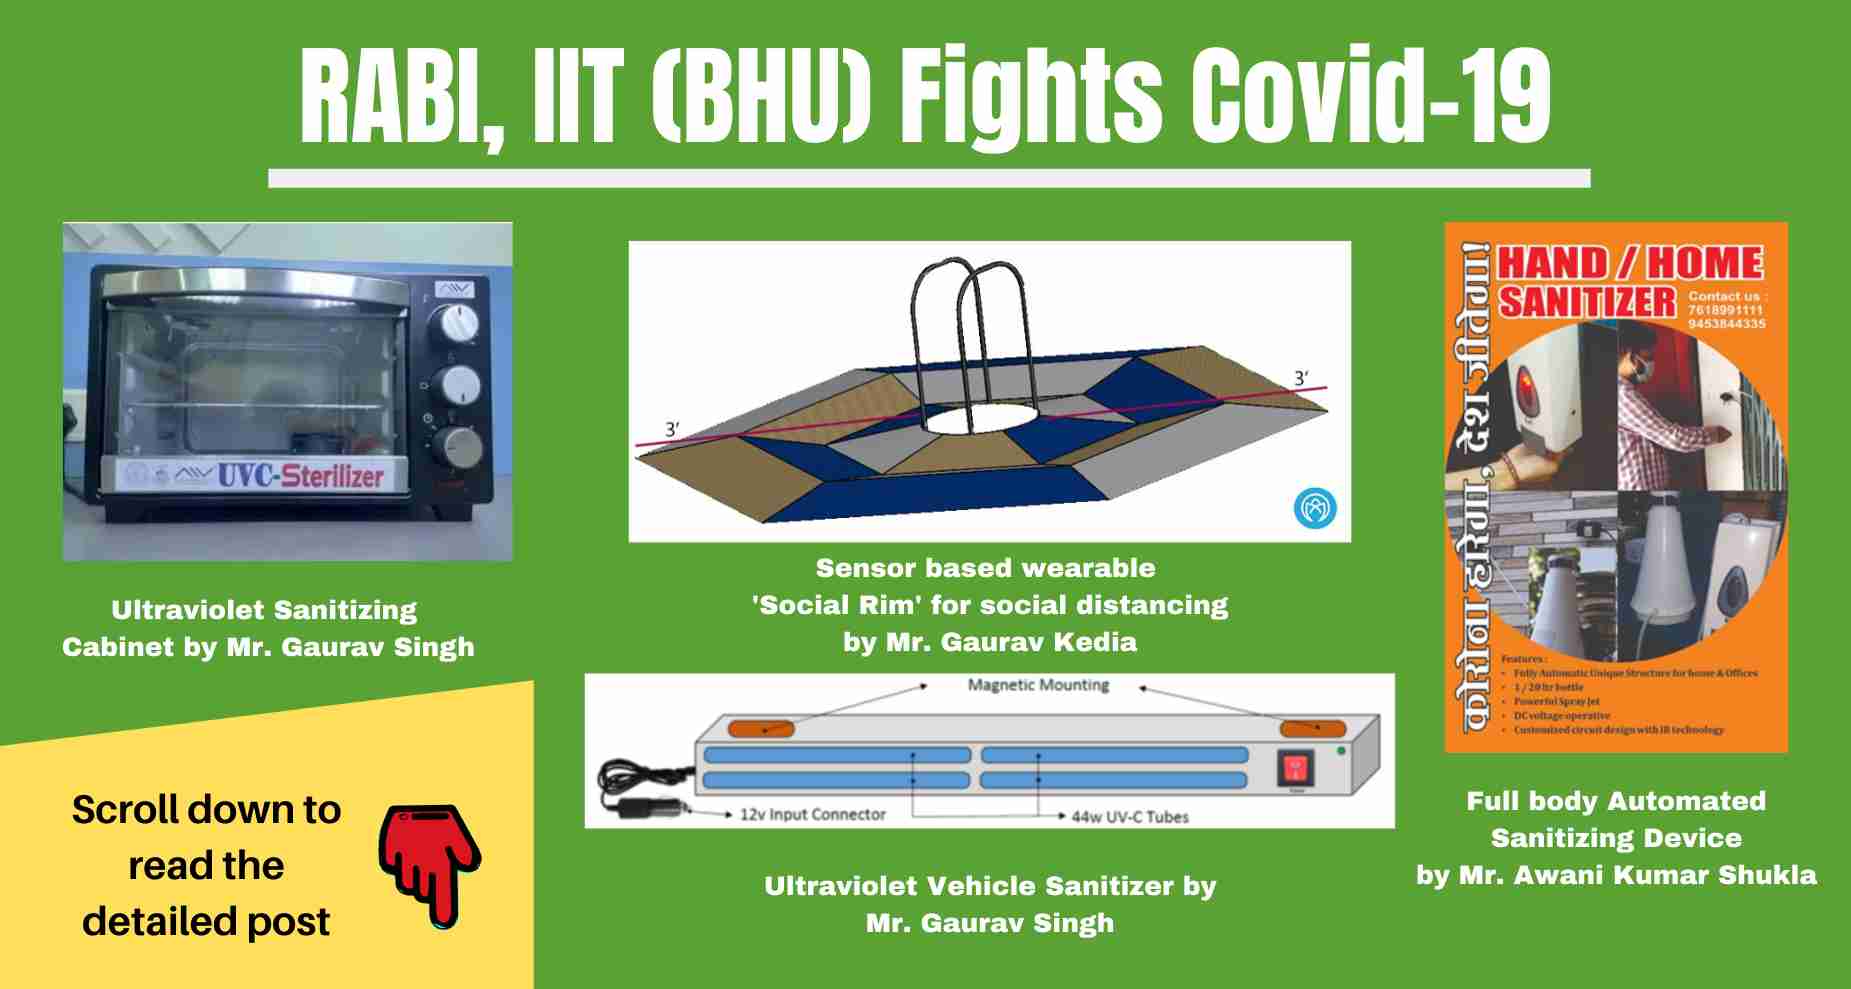 RABI, IIT (BHU) Fights Covid-19
UVC-Sterilizer
Ultraviolet Sanitizing
Cabinet by Mr. Gaurav Singh
3'
3'
Sensor based wearable
'Social Rim' for social distancing
by Mr. Gaurav Kedia
Magnetic Mounting
12v Input Connector
44w UV-C Tubes
Ultraviolet Vehicle Sanitizer by
Mr. Gaurav Singh
कोरोना हारेगा, देश जीतेगा!
HAND / HOME
SANITIZER
Contact us :
7618991111
9453844335
Features :
• Fully Automatic Unique Structure for home & Offices
• 1 / 20 ltr bottle
• Powerful Spray Jet
• DC voltage operative
• Customized circuit design with IR technology
Full body Automated
Sanitizing Device
by Mr. Awani Kumar Shukla
Scroll down to
read the
detailed post